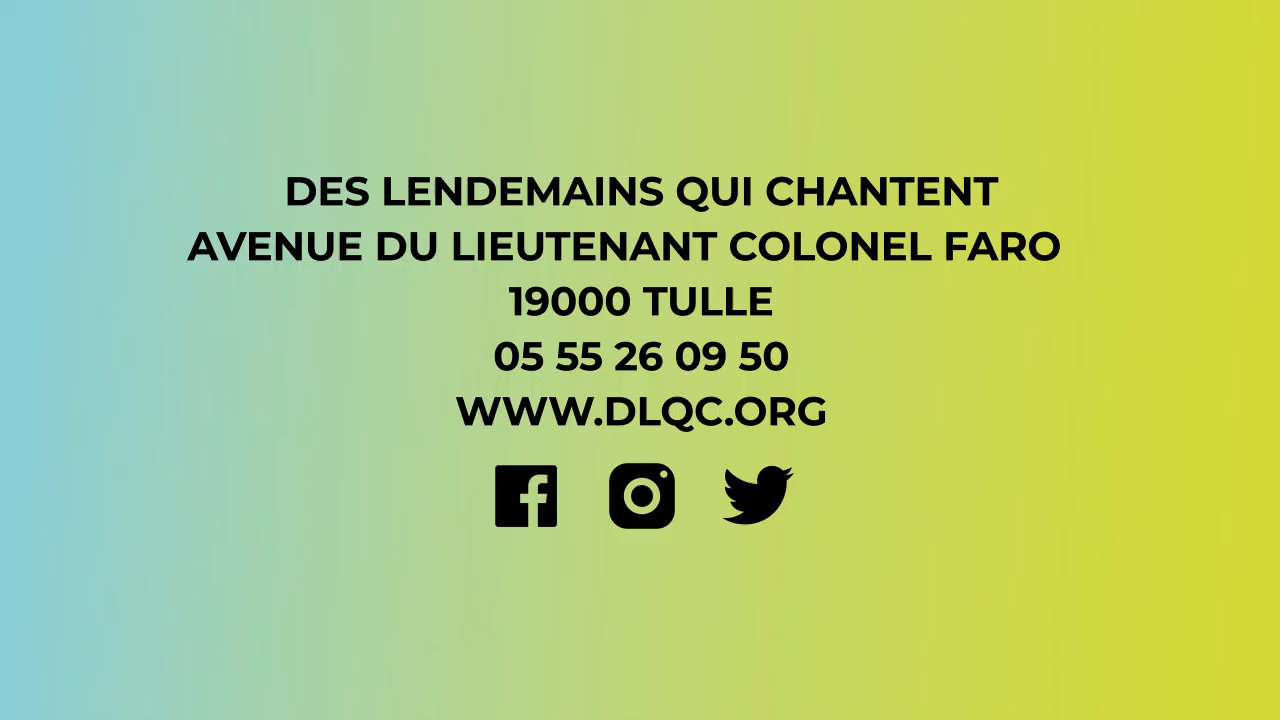 DES LENDEMAINS QUI CHANTENT
AVENUE DU LIEUTENANT COLONEL FARO
19000 TULLE
05 55 26 09 50
WWW.DLQC.ORG